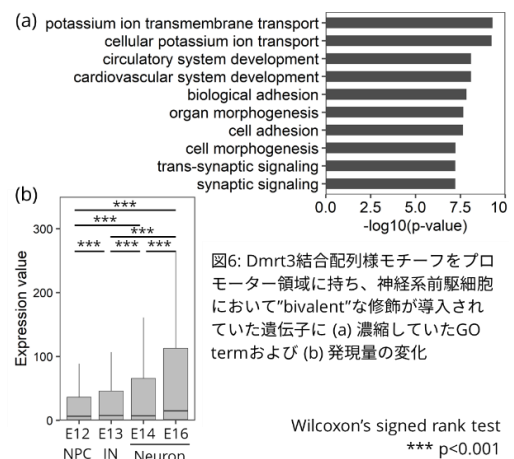 (a)
potassium ion transmembrane transport
cellular potassium ion transport
circulatory system development
cardiovascular system development
biological adhesion
organ morphogenesis
cell adhesion
cell morphogenesis
trans-synaptic signaling
synaptic signaling
0.0 2.5 5.0 7.5 10
-log10(p-value)
(b)
Expression value
300
200
100
0
***
***
***
*** *** ***
E12 E13 E14 E16
NPC IN Neuron
図6: Dmrt3結合配列様モチーフをプロ
モーター領域に持ち、神経系前駆細胞
において”bivalent”な修飾が導入され
ていた遺伝子に (a) 濃縮していたGO
termおよび (b) 発現量の変化
Wilcoxon’s signed rank test
*** p<0.001